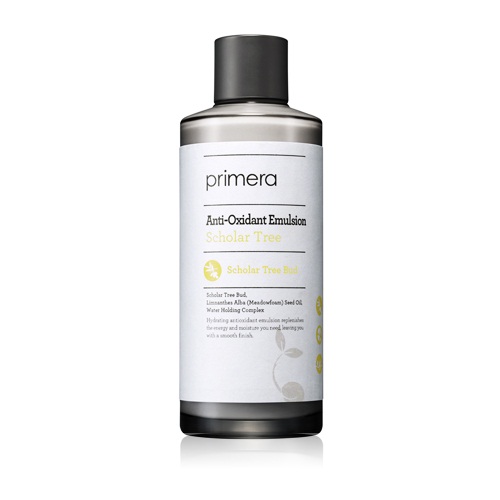 primera
Anti-Oxidant Emulsion
Scholar Tree
Scholar Tree Bud
Scholar Tree Bud,
Limnanthes Alba (Meadowfoam) Seed Oil,
Water Holding Complex
Hydrating antioxidant emulsion replenishes
the energy and moisture you need, leaving you
with a smooth finish.